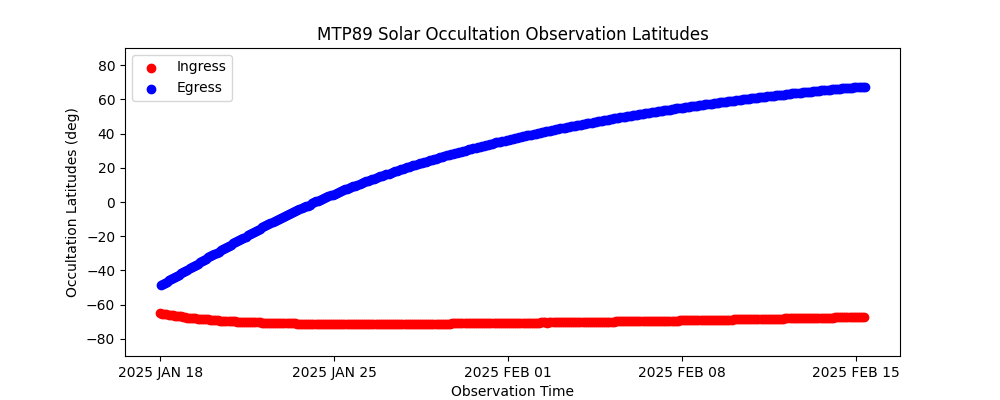 MTP89 Solar Occultation Observation Latitudes
Ingress
Egress
Occultation Latitudes (deg)
80
60
40
20
0
−20
−40
−60
−80
2025 JAN 18 2025 JAN 25 2025 FEB 01 2025 FEB 08 2025 FEB 15
Observation Time